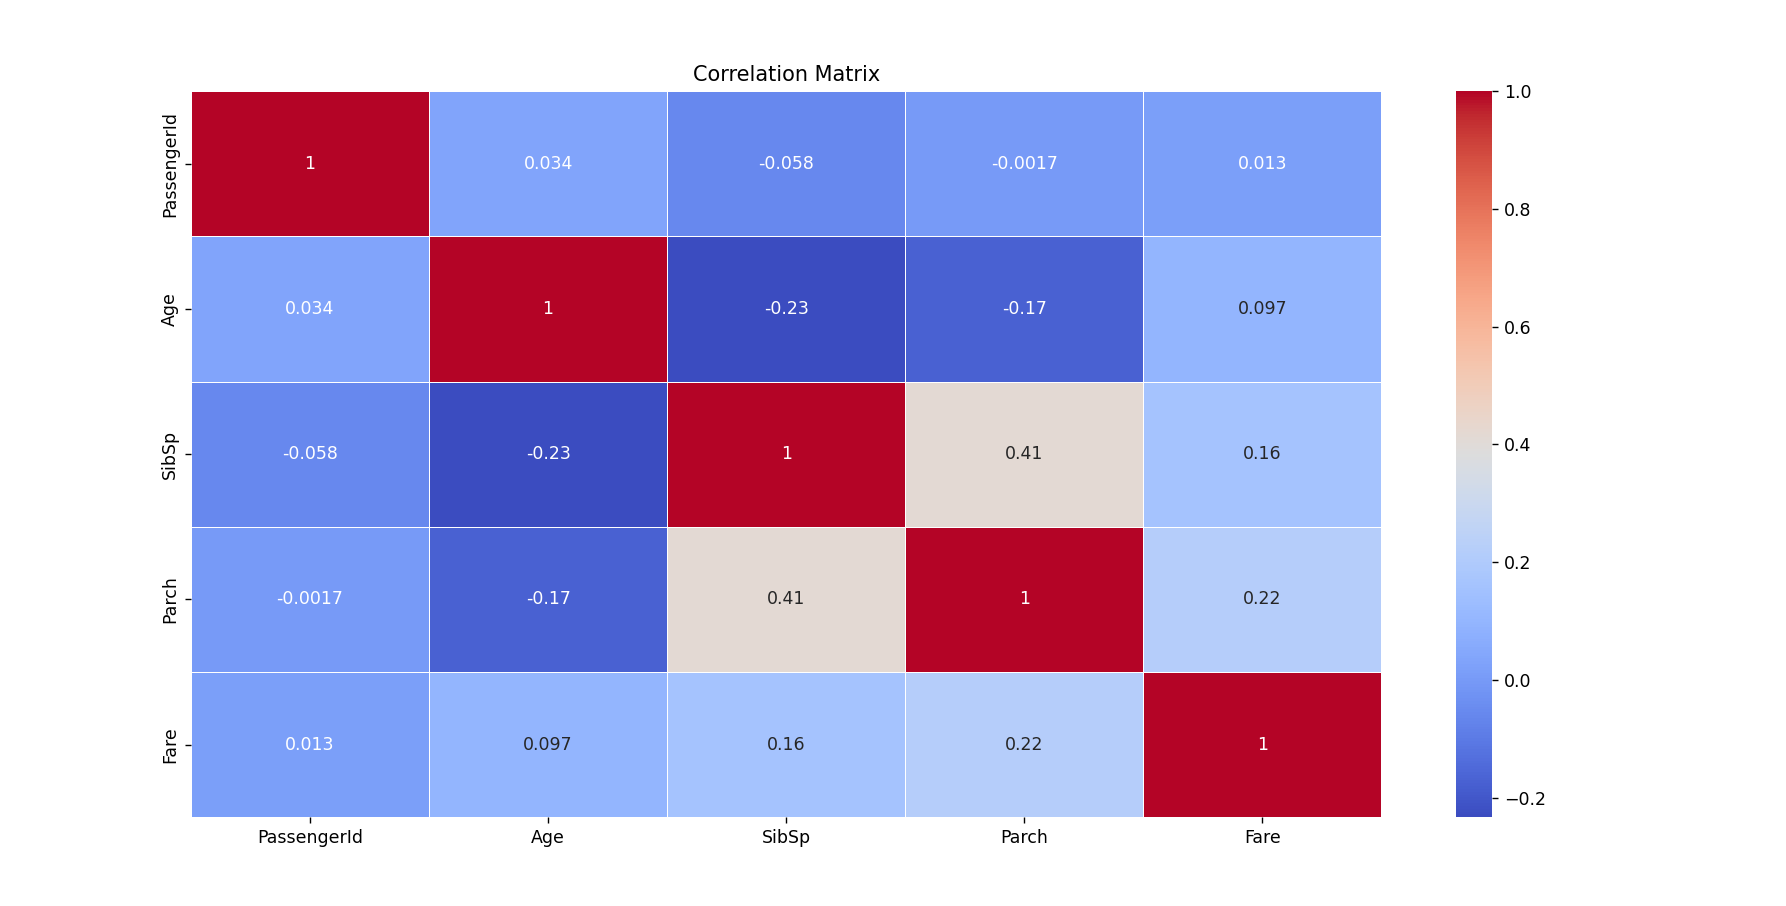 Correlation Matrix
PassengerId 1 0.034 -0.058 -0.0017 0.013
Age 0.034 1 -0.23 -0.17 0.097
SibSp -0.058 -0.23 1 0.41 0.16
Parch -0.0017 -0.17 0.41 1 0.22
Fare 0.013 0.097 0.16 0.22 1
PassengerId Age SibSp Parch Fare
1.0
0.8
0.6
0.4
0.2
0.0
−0.2